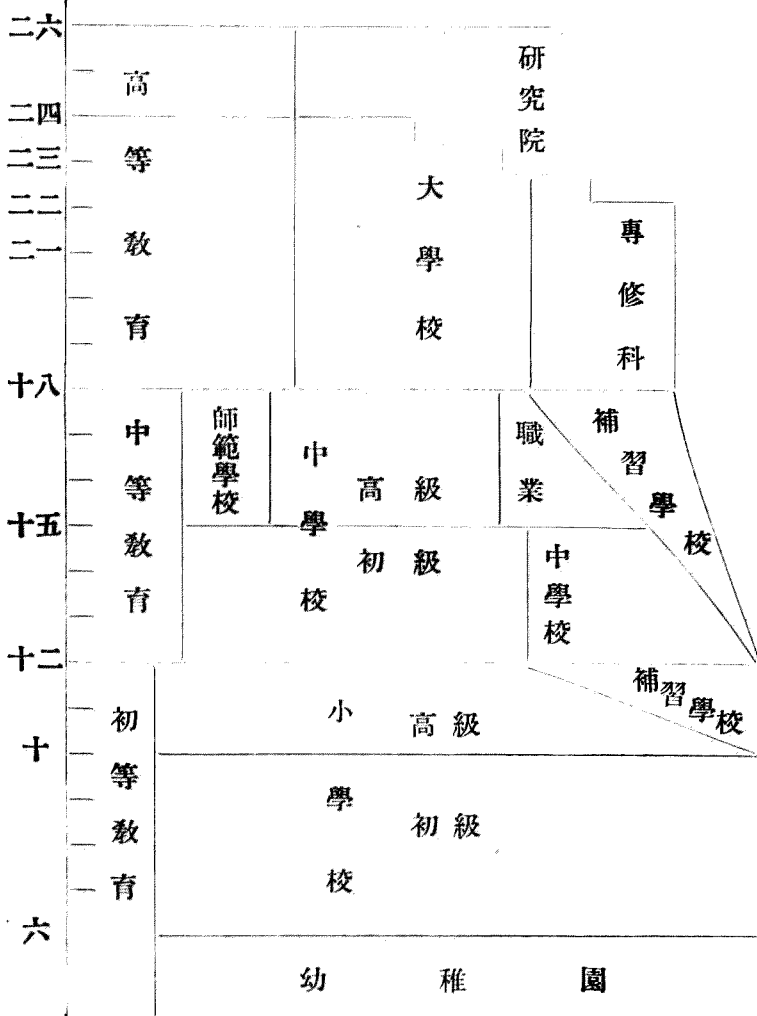 二六
二四
二三
二二
二一
十八
十五
十二
十
六
高等教育
中等教育
初等教育
研究院
大學校
專修科
師範學校
中學校
高級
初級
職業
中學校
補習學校
小學校
高級
初級
補習學校
幼稚園